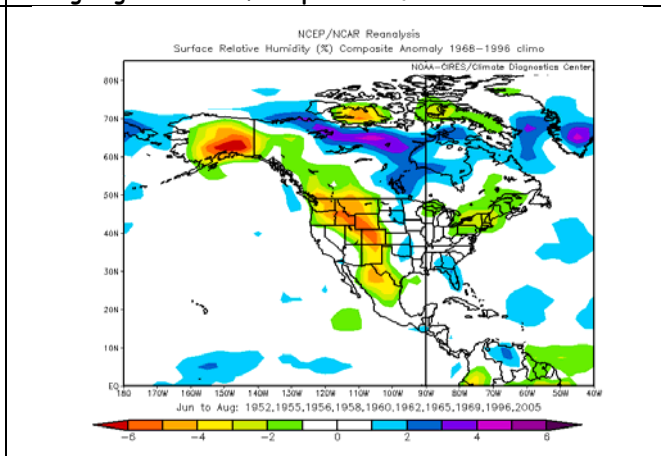 NCEP/NCAR Reanalysis
Surface Relative Humidity (%) Composite Anomaly 1968-1996 climo
NOAA-CIRES/Climate Diagnostics Center
80N
70N
60N
50N
40N
30N
20N
10N
EQ
180 170W 160W 150W 140W 130W 120W 110W 100W 90W 80W 70W 60W 50W 40W
Jun to Aug: 1952,1955,1956,1958,1960,1962,1965,1969,1996,2005
-6 -4 -2 0 2 4 6